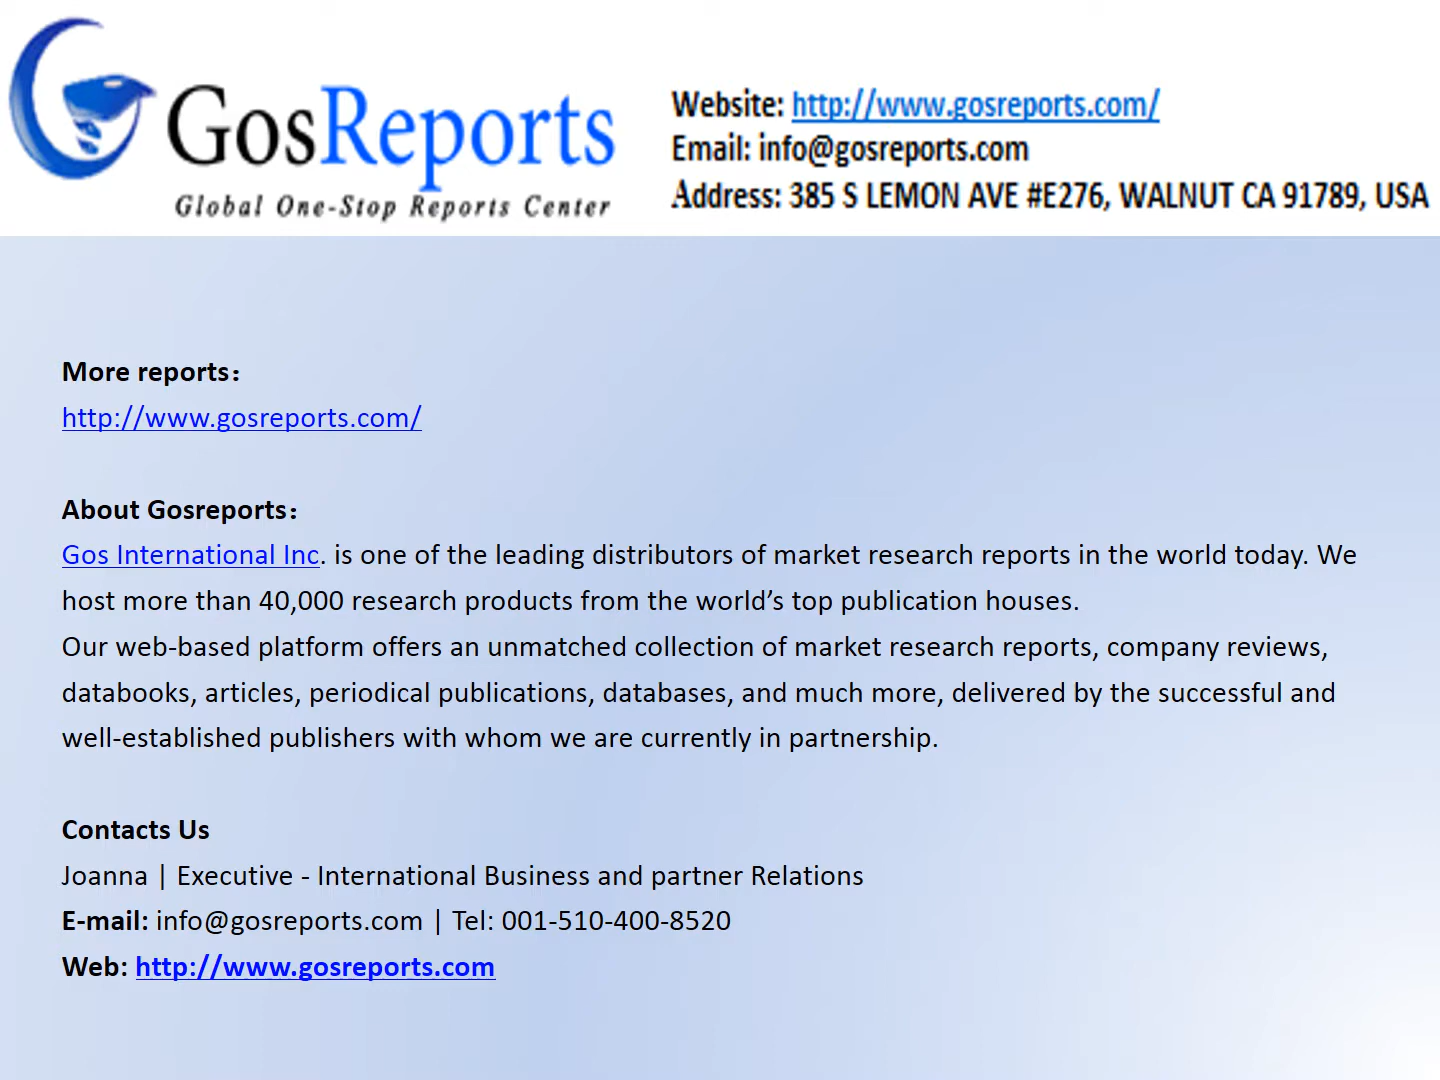 GosReports
Global One-Stop Reports Center
Website: http://www.gosreports.com/
Email: info@gosreports.com
Address: 385 S LEMON AVE #E276, WALNUT CA 91789, USA
More reports：
http://www.gosreports.com/
About Gosreports：
Gos International Inc. is one of the leading distributors of market research reports in the world today. We
host more than 40,000 research products from the world’s top publication houses.
Our web-based platform offers an unmatched collection of market research reports, company reviews,
databooks, articles, periodical publications, databases, and much more, delivered by the successful and
well-established publishers with whom we are currently in partnership.
Contacts Us
Joanna | Executive - International Business and partner Relations
E-mail: info@gosreports.com | Tel: 001-510-400-8520
Web: http://www.gosreports.com